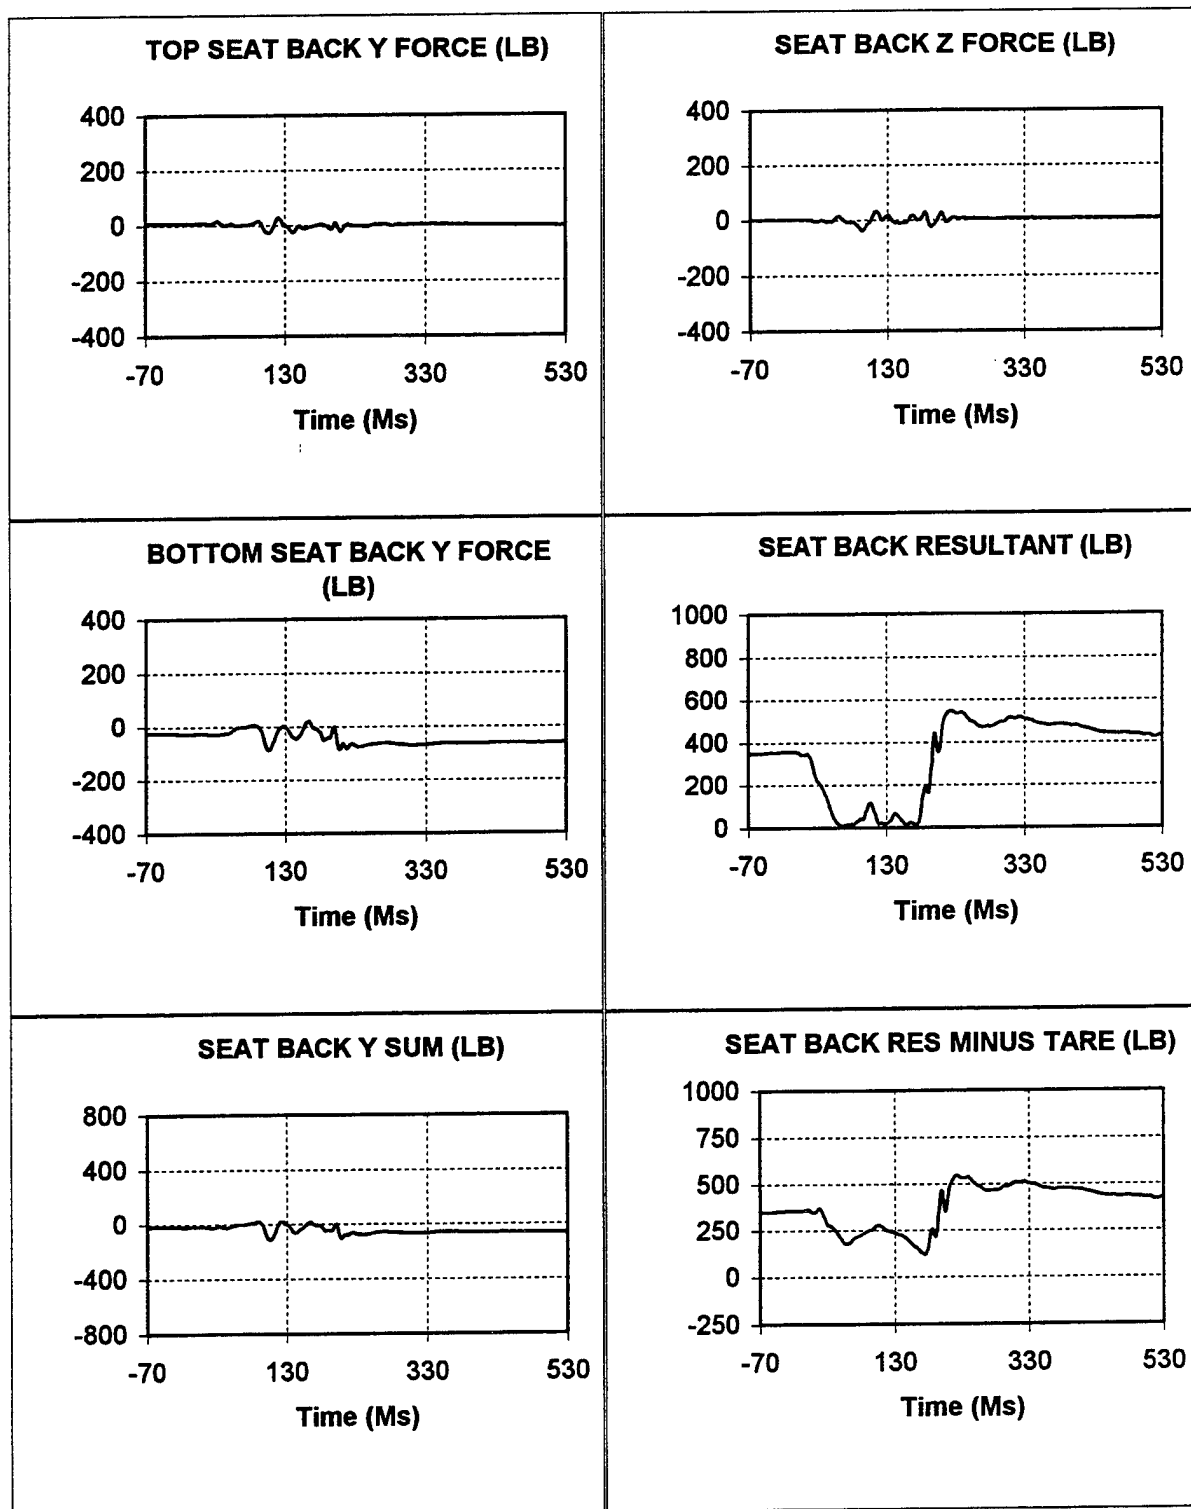 TOP SEAT BACK Y FORCE (LB)
400
200
0
-200
-400
-70 130 330 530
Time (Ms)
SEAT BACK Z FORCE (LB)
400
200
0
-200
-400
-70 130 330 530
Time (Ms)
BOTTOM SEAT BACK Y FORCE
(LB)
400
200
0
-200
-400
-70 130 330 530
Time (Ms)
SEAT BACK RESULTANT (LB)
1000
800
600
400
200
0
-70 130 330 530
Time (Ms)
SEAT BACK Y SUM (LB)
800
400
0
-400
-800
-70 130 330 530
Time (Ms)
SEAT BACK RES MINUS TARE (LB)
1000
750
500
250
0
-250
-70 130 330 530
Time (Ms)